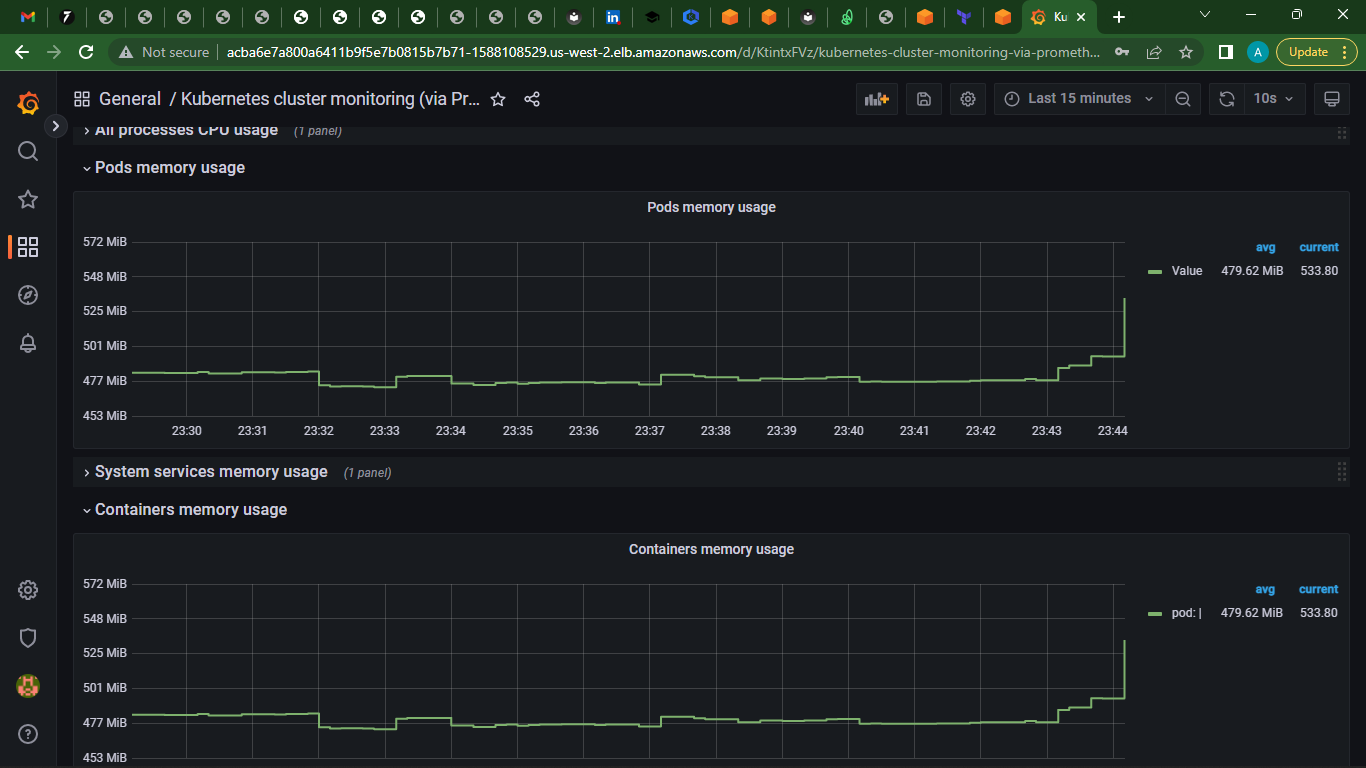 Ku
Not secure
acba6e7a800a6411b9f5e7b0815b7b71-1588108529.us-west-2.elb.amazonaws.com/d/KtintxFVz/kubernetes-cluster-monitoring-via-prometh...
A
Update
General / Kubernetes cluster monitoring (via Pr...
Last 15 minutes
10s
All processes CPU usage (1 panel)
Pods memory usage
Pods memory usage
572 MiB
548 MiB
525 MiB
501 MiB
477 MiB
453 MiB
23:30 23:31 23:32 23:33 23:34 23:35 23:36 23:37 23:38 23:39 23:40 23:41 23:42 23:43 23:44
avg current
Value 479.62 MiB 533.80
System services memory usage (1 panel)
Containers memory usage
Containers memory usage
572 MiB
548 MiB
525 MiB
501 MiB
477 MiB
453 MiB
avg current
pod: | 479.62 MiB 533.80